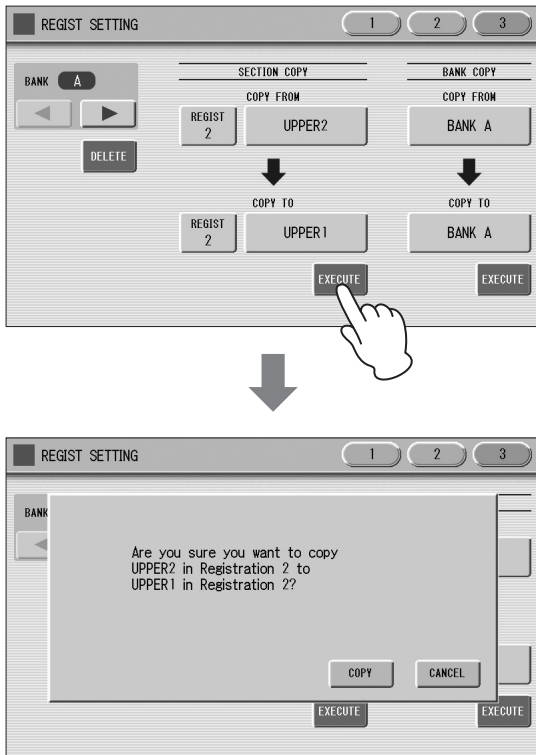 REGIST SETTING
1 2 3
BANK A
SECTION COPY
BANK COPY
COPY FROM
COPY FROM
REGIST
2
UPPER2
BANK A
DELETE
COPY TO
COPY TO
REGIST
2
UPPER1
BANK A
EXECUTE
EXECUTE
REGIST SETTING
1 2 3
BANK
Are you sure you want to copy
UPPER2 in Registration 2 to
UPPER1 in Registration 2?
COPY
CANCEL
EXECUTE
EXECUTE